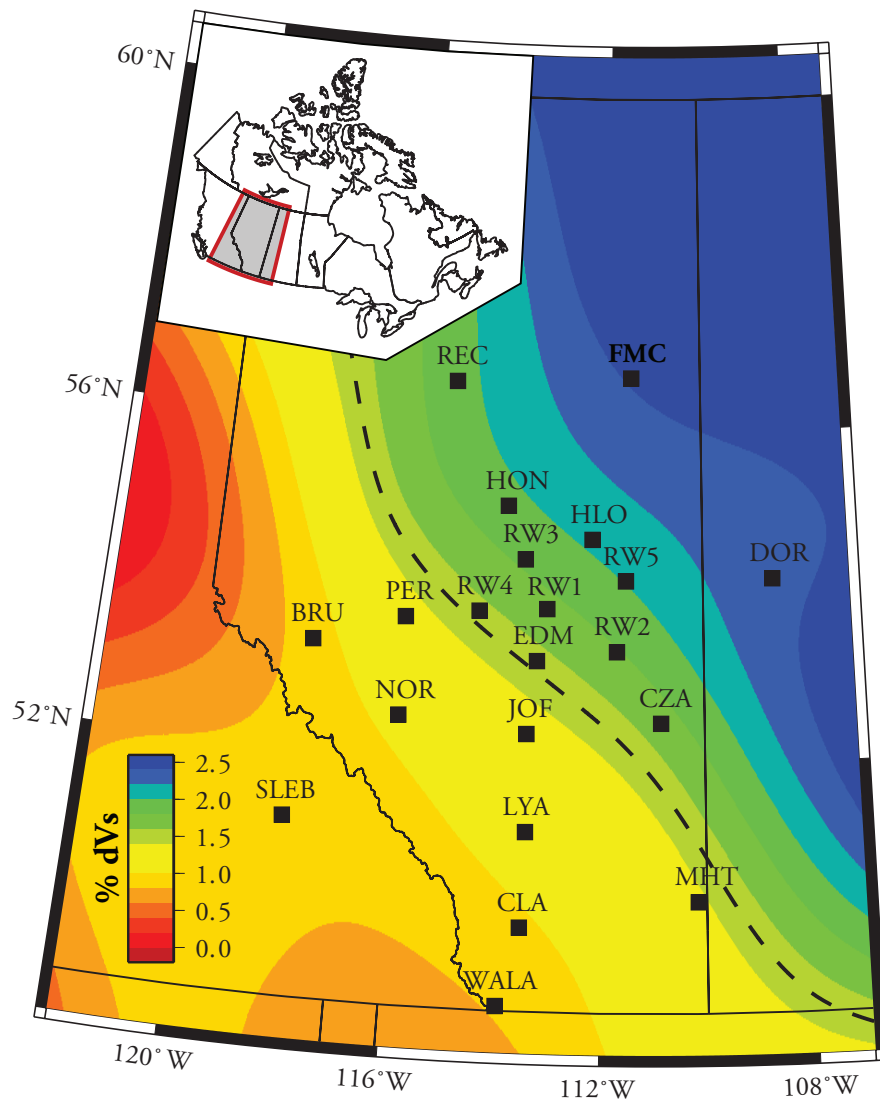 60°N
REC
FMC
56°N
HON
HLO
RW3
RW5
DOR
PER
RW4
RW1
BRU
EDM
RW2
NOR
CZA
52°N
JOF
2.5
SLEB
2.0
LYA
1.5
% dVs
1.0
MHT
0.5
CLA
0.0
WALA
120°W
116°W
112°W
108°W